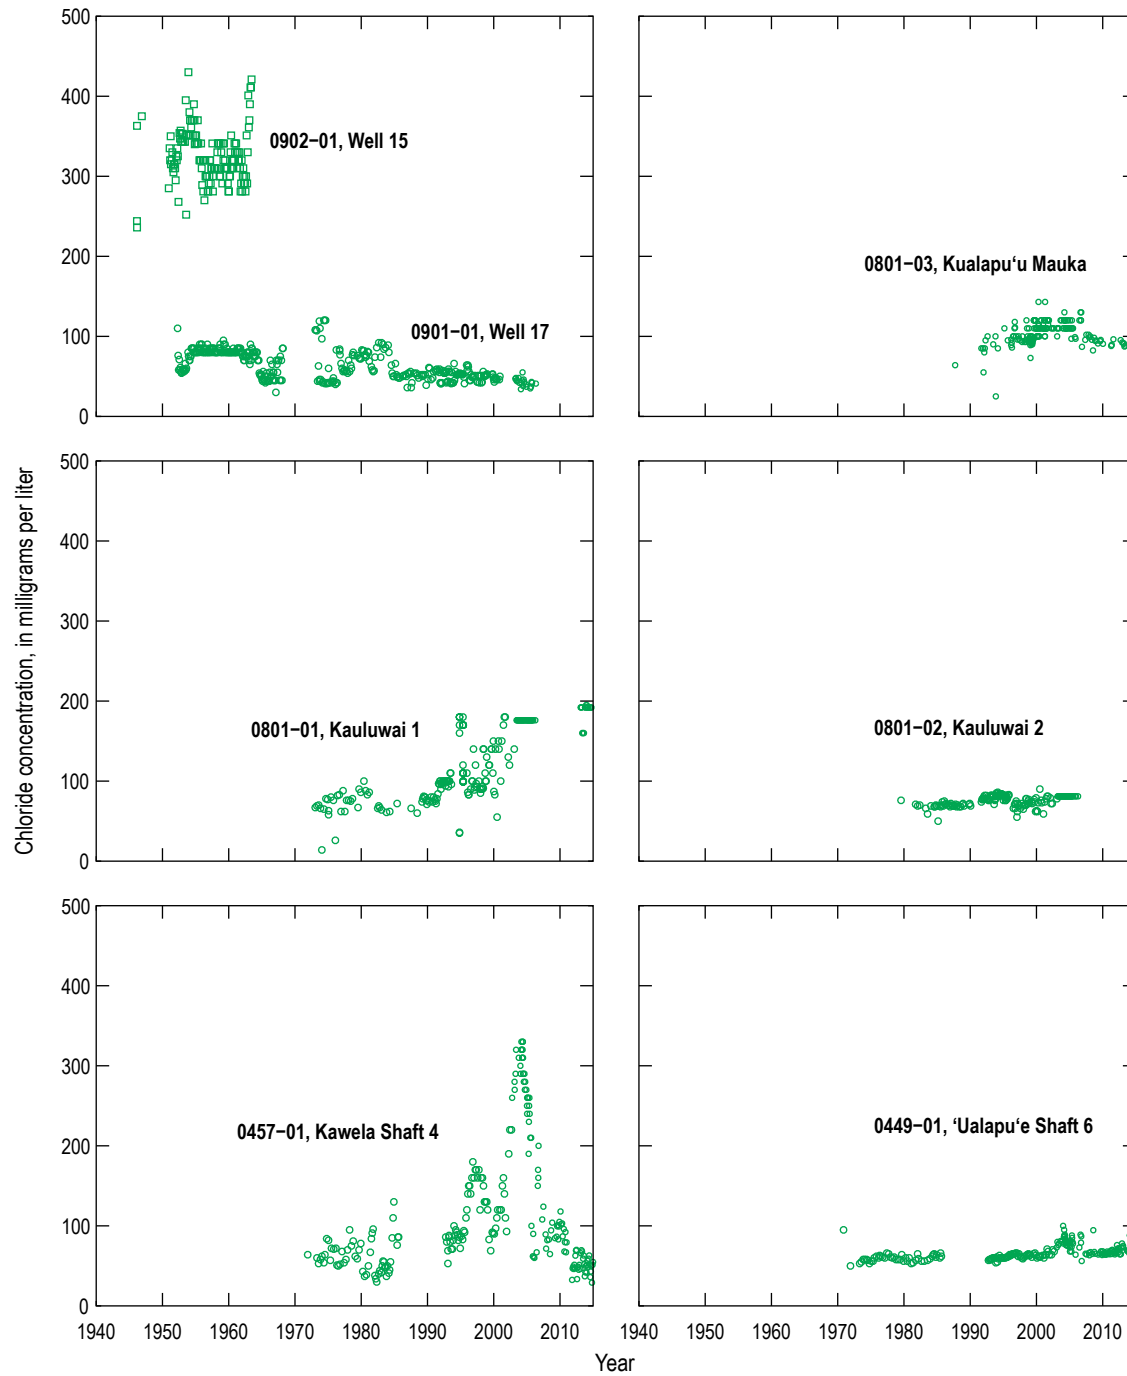 500
400
300
200
100
0
0902−01, Well 15
0901−01, Well 17
0801−03, Kualapu‘u Mauka
Chloride concentration, in milligrams per liter
500
400
300
200
100
0
0801−01, Kauluwai 1
0801−02, Kauluwai 2
500
400
300
200
100
0
0457−01, Kawela Shaft 4
0449−01, ‘Ualapu‘e Shaft 6
1940 1950 1960 1970 1980 1990 2000 2010
1940 1950 1960 1970 1980 1990 2000 2010
Year